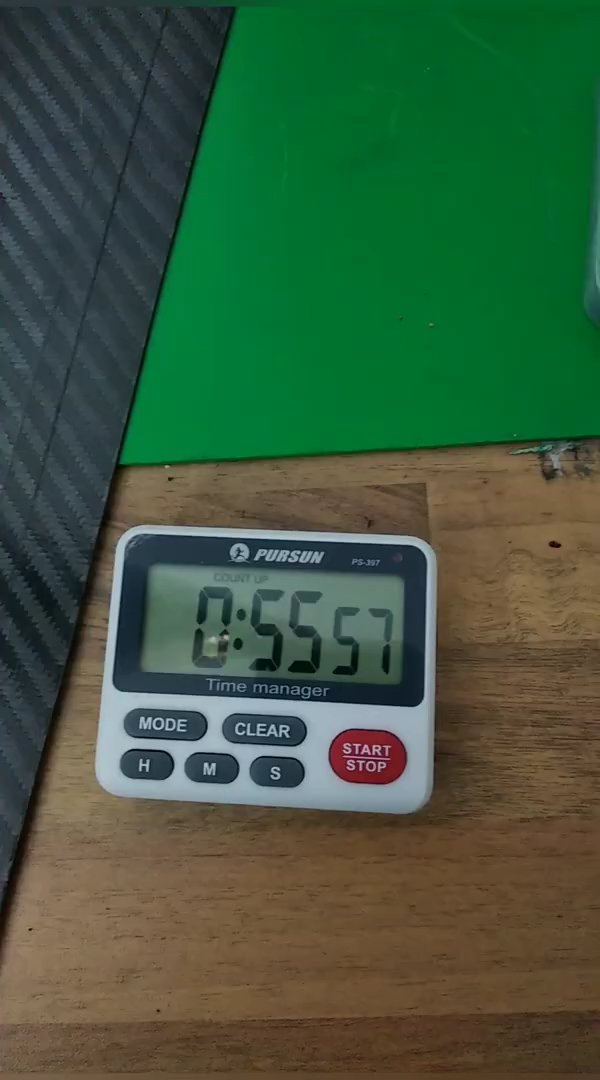 PURSUN
PS-397
COUNT UP
0:55 57
Time manager
MODE CLEAR
H M S
START
STOP